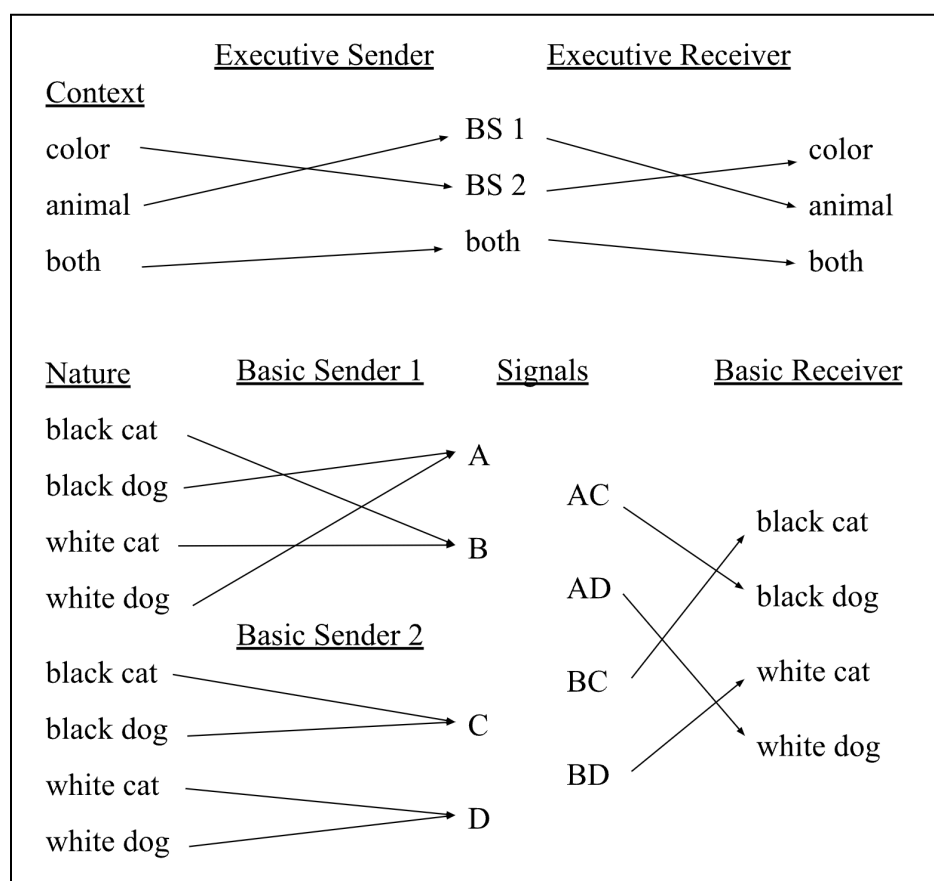 Executive Sender
Executive Receiver
Context
color
animal
both
BS 1
BS 2
both
color
animal
both
Nature
Basic Sender 1
Signals
Basic Receiver
black cat
black dog
white cat
white dog
A
B
Basic Sender 2
black cat
black dog
white cat
white dog
C
D
AC
AD
BC
BD
black cat
black dog
white cat
white dog